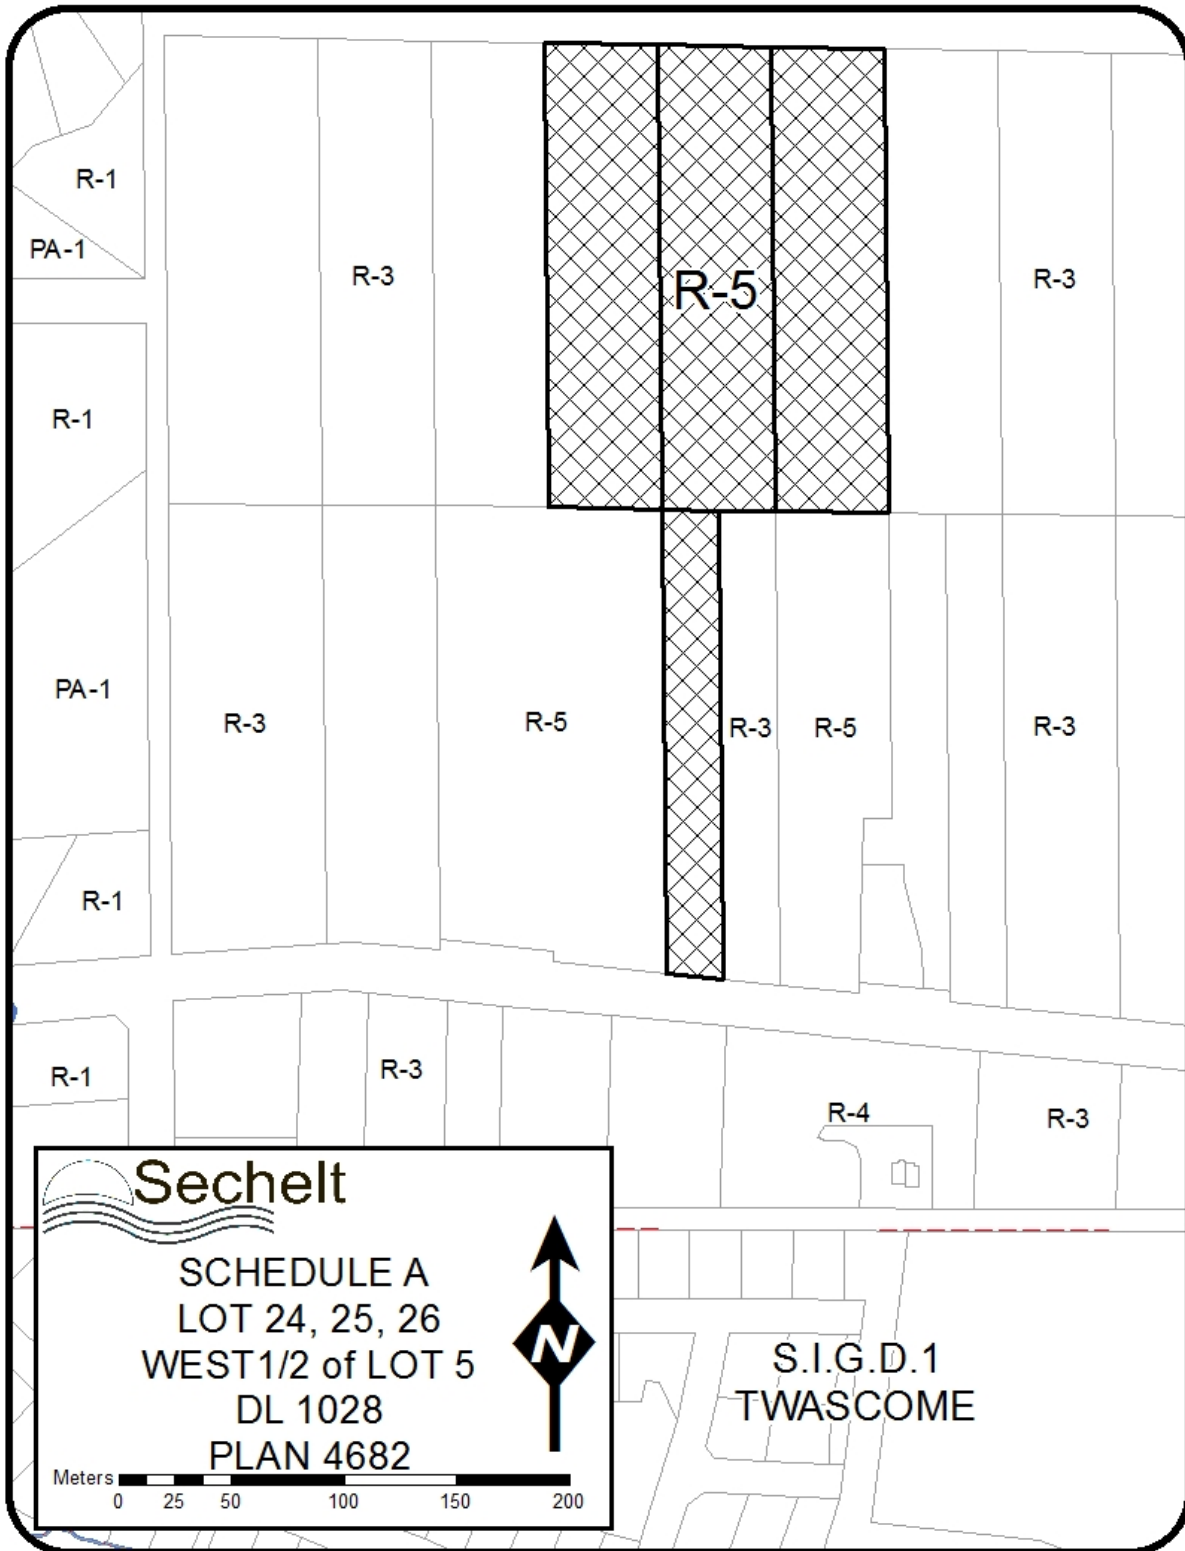 R-1
PA-1
R-3
R-5
R-3
R-1
PA-1
R-3
R-5
R-3
R-5
R-3
R-1
R-1
R-3
R-4
R-3
Sechelt
SCHEDULE A
LOT 24, 25, 26
WEST1/2 of LOT 5
DL 1028
PLAN 4682
N
Meters
0 25 50 100 150 200
S.I.G.D.1
TWASCOME